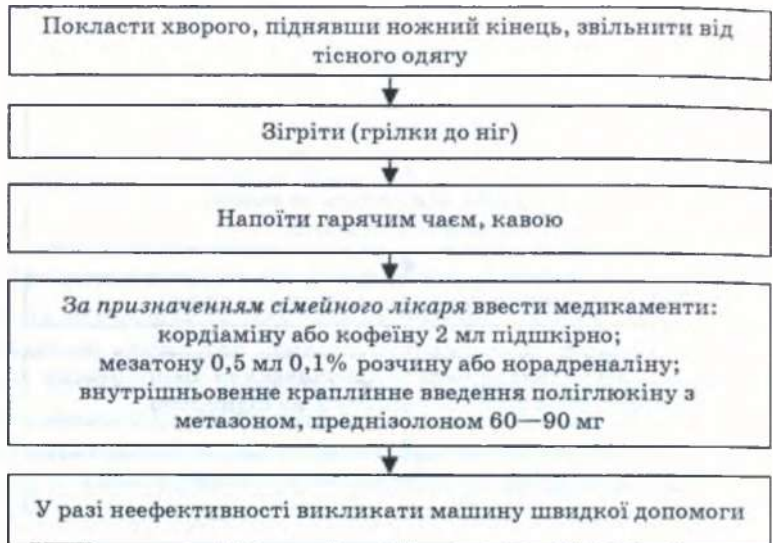 Покласти хворого, піднявши ножний кінець, звільнити від
тісного одягу
Зігріти (грілки до ніг)
Напоїти гарячим чаєм, кавою
За призначенням сімейного лікаря ввести медикаменти:
кордіаміну або кофеїну 2 мл підшкірно;
мезатону 0,5 мл 0,1% розчину або норадреналіну;
внутрішньовенне краплинне введення поліглюкіну з
метазоном, преднізолоном 60—90 мг
У разі неефективності викликати машину швидкої допомоги